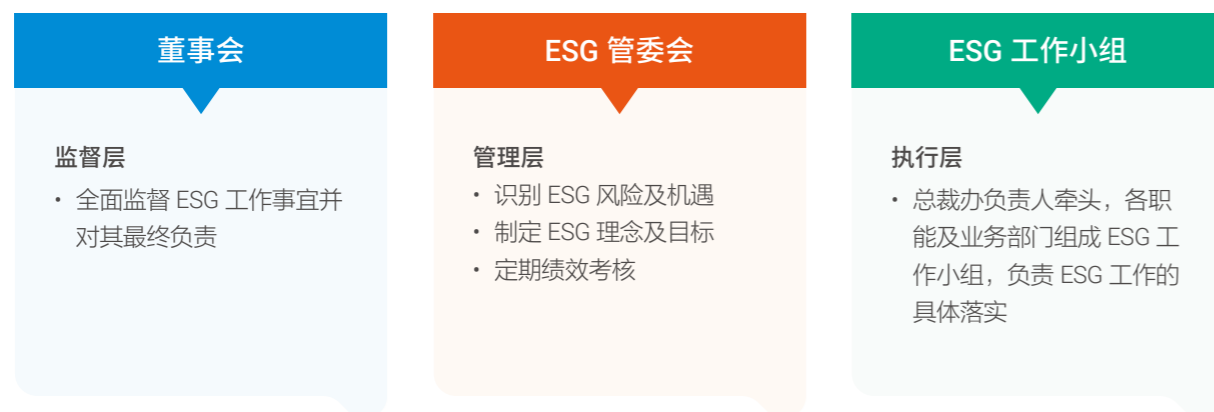 董事会
监督层
• 全面监督 ESG 工作事宜并
对其最终负责
ESG 管委会
管理层
• 识别 ESG 风险及机遇
• 制定 ESG 理念及目标
• 定期绩效考核
ESG 工作小组
执行层
• 总裁办负责人牵头，各职
能及业务部门组成 ESG 工
作小组，负责 ESG 工作的
具体落实